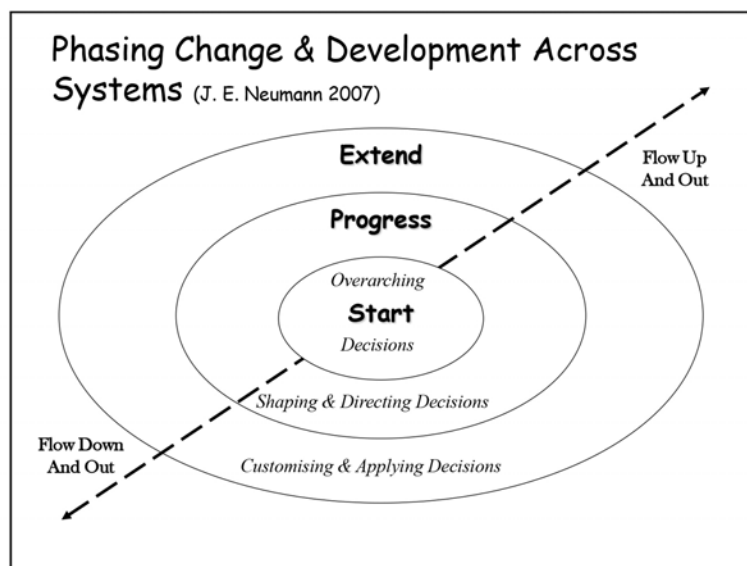 Phasing Change & Development Across
Systems (J. E. Neumann 2007)
Extend
Flow Up
And Out
Progress
Overarching
Start
Decisions
Shaping & Directing Decisions
Flow Down
And Out
Customising & Applying Decisions